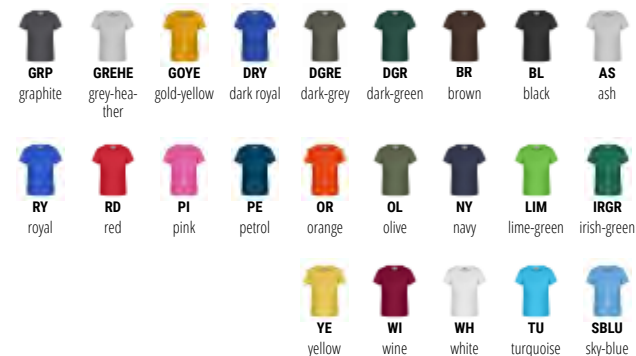 GRP GREHE GOYE DRY DGRE DGR BR BL AS
graphite grey-hea- gold-yellow dark royal dark-grey dark-green brown black ash
ther
RY RD PI PE OR OL NY LIM IRGR
royal red pink petrol orange olive navy lime-green irish-green
YE WI WH TU SBLU
yellow wine white turquoise sky-blue